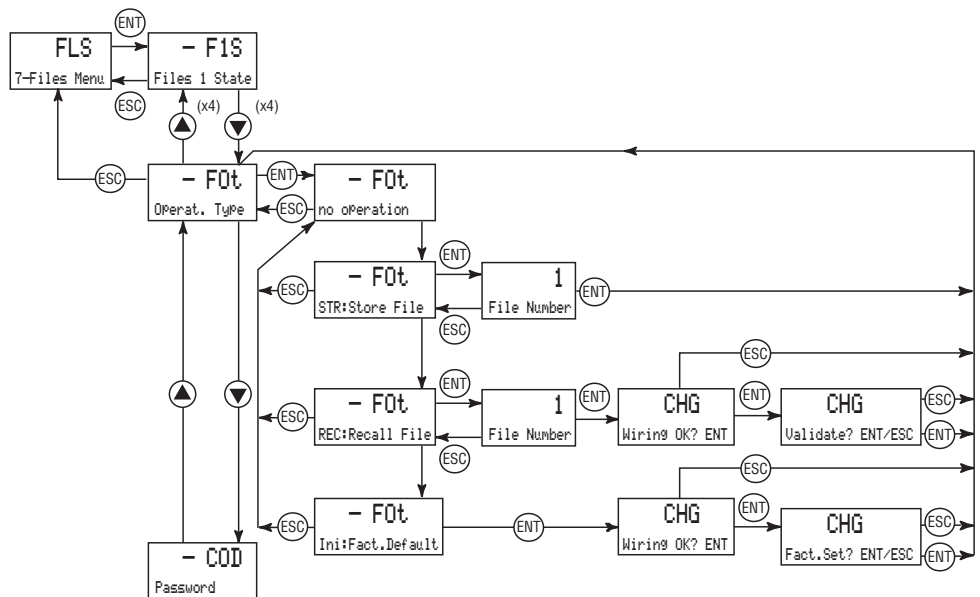 ENT
FLS
7-Files Menu
- F1S
Files 1 State
ESC
(x4)
(x4)
ESC
- FOt
Operat. Type
ENT
ESC
- FOt
no operation
ESC
- FOt
STR:Store File
ENT
ESC
1
File Number
ENT
ESC
ESC
- FOt
REC:Recall File
ENT
ESC
1
File Number
ENT
CHG
Wiring OK? ENT
ENT
CHG
Validate? ENT/ESC
ESC
ENT
ESC
ESC
- FOt
Ini:Fact.Default
ENT
CHG
Wiring OK? ENT
ENT
CHG
Fact.Set? ENT/ESC
ESC
ENT
- COD
Password